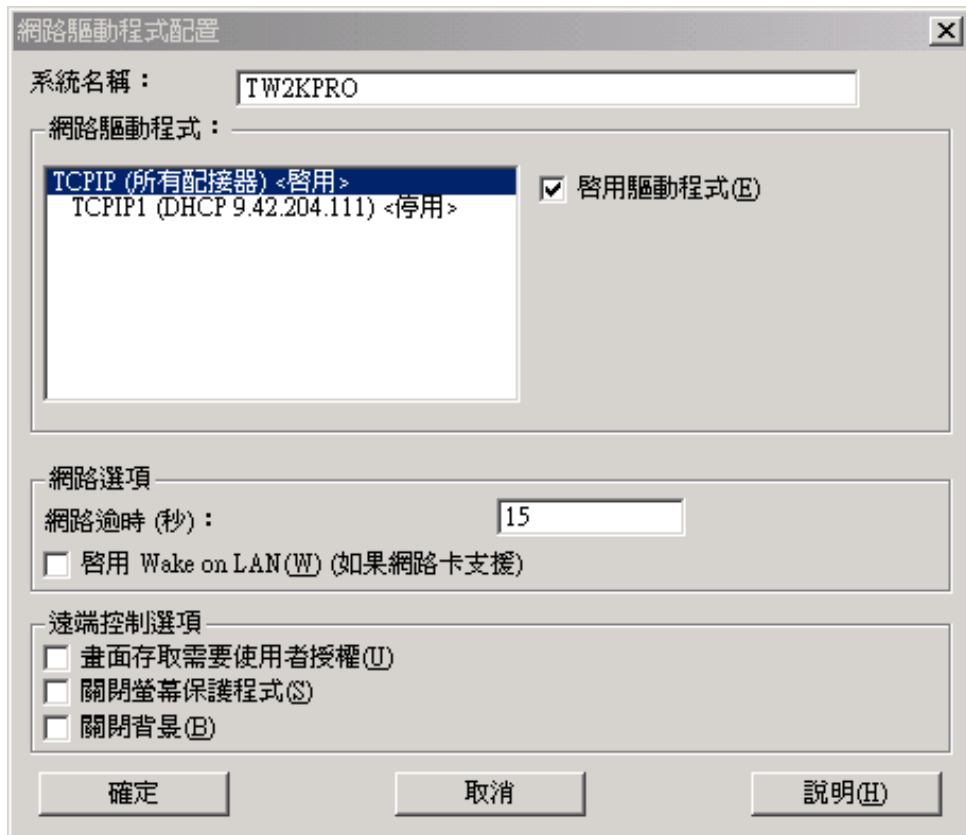 網路驅動程式配置
系統名稱： TW2KPRO
網路驅動程式：
TCPIP (所有配接器) <啓用>
TCPIP1 (DHCP 9.42.204.111) <停用>
啓用驅動程式(E)
網路選項
網路逾時 (秒)： 15
啓用 Wake on LAN(W) (如果網路卡支援)
遠端控制選項
畫面存取需要使用者授權(U)
關閉螢幕保護程式(S)
關閉背景(B)
確定 取消 說明(H)